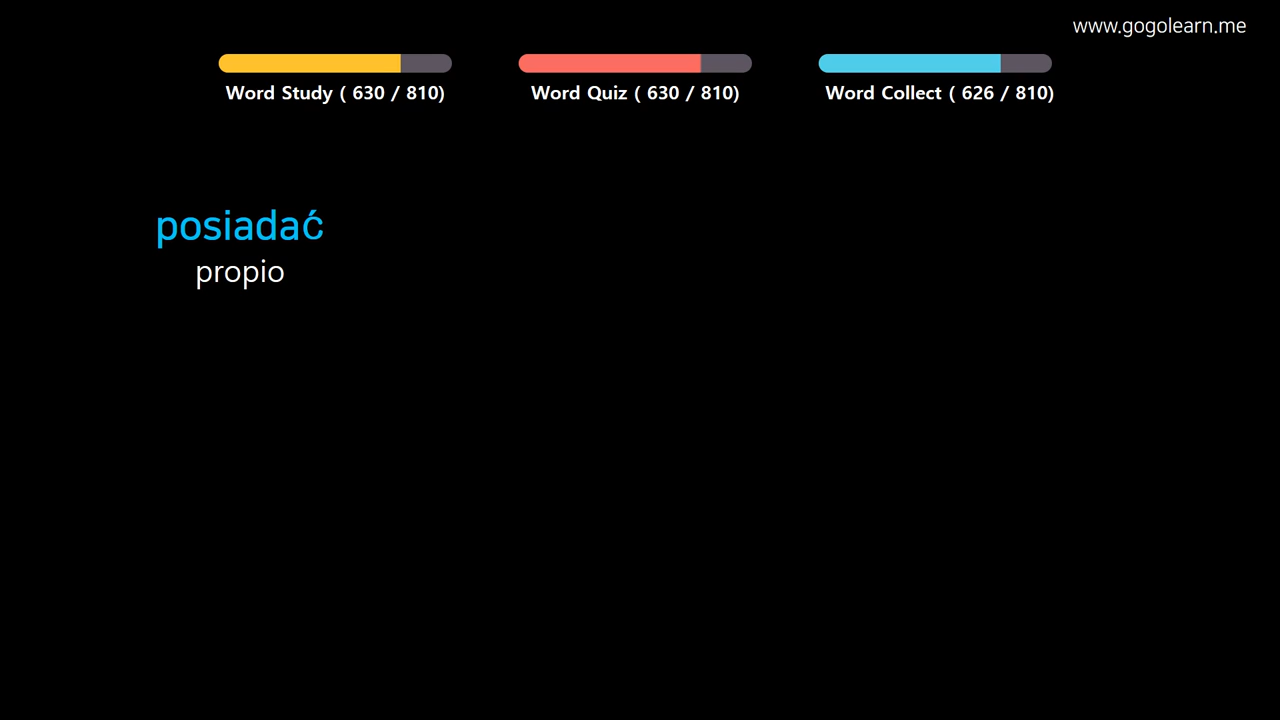 www.gogolearn.me
Word Study ( 630 / 810)
Word Quiz ( 630 / 810)
Word Collect ( 626 / 810)
posiadać
propio